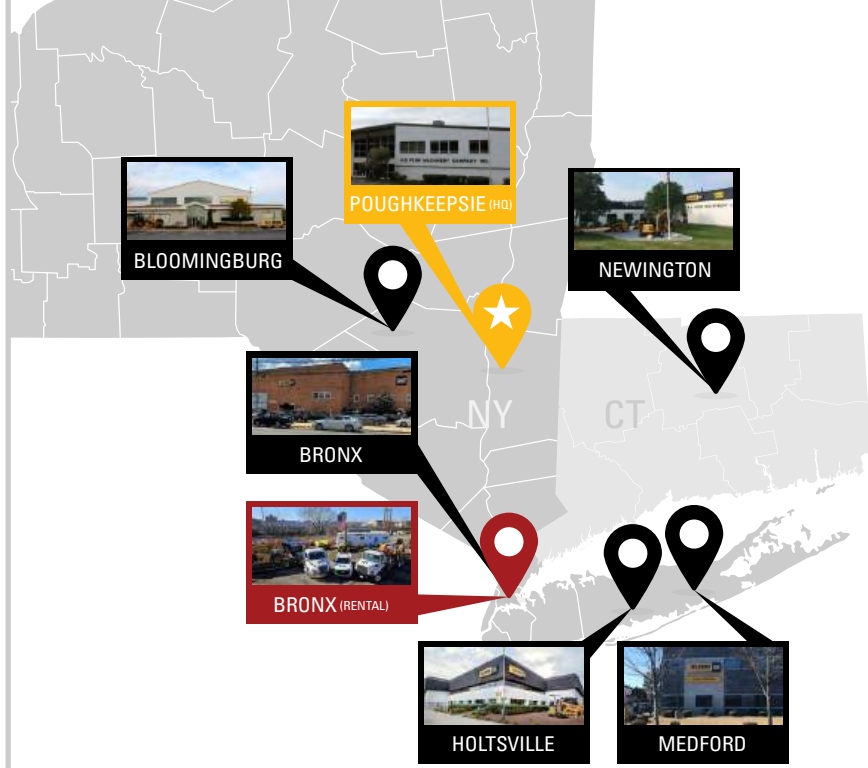 POUGHKEEPSIE (HQ)
BLOOMINGBURG
NEWINGTON
NY
CT
BRONX
BRONX (RENTAL)
HOLTSVILLE
MEDFORD